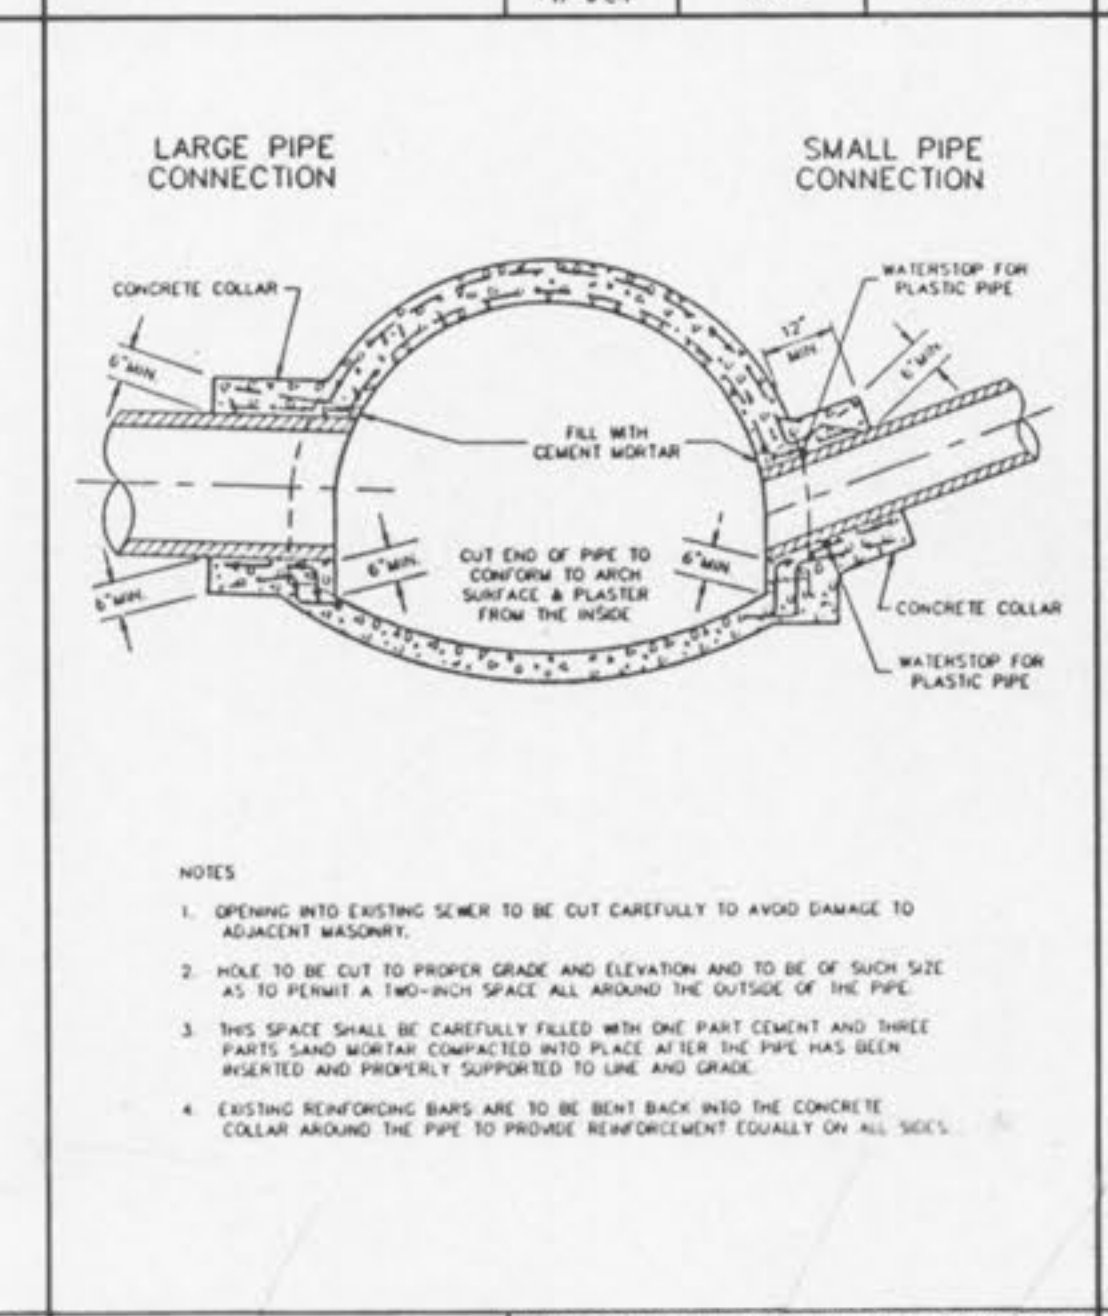 LARGE PIPE
CONNECTION
SMALL PIPE
CONNECTION
CONCRETE COLLAR
WATERSTOP FOR
PLASTIC PIPE
12"
MIN.
6"MIN.
6"MIN.
FILL WITH
CEMENT MORTAR
6"MIN.
CUT END OF PIPE TO
CONFORM TO ARCH
SURFACE & PLASTER
FROM THE INSIDE
6"MIN.
6"MIN.
CONCRETE COLLAR
WATERSTOP FOR
PLASTIC PIPE
NOTES
1. OPENING INTO EXISTING SEWER TO BE CUT CAREFULLY TO AVOID DAMAGE TO
ADJACENT MASONRY.
2. HOLE TO BE CUT TO PROPER GRADE AND ELEVATION AND TO BE OF SUCH SIZE
AS TO PERMIT A TWO-INCH SPACE ALL AROUND THE OUTSIDE OF THE PIPE.
3. THIS SPACE SHALL BE CAREFULLY FILLED WITH ONE PART CEMENT AND THREE
PARTS SAND MORTAR COMPACTED INTO PLACE AFTER THE PIPE HAS BEEN
INSERTED AND PROPERLY SUPPORTED TO LINE AND GRADE.
4. EXISTING REINFORCING BARS ARE TO BE BENT BACK INTO THE CONCRETE
COLLAR AROUND THE PIPE TO PROVIDE REINFORCEMENT EQUALLY ON ALL SIDES.